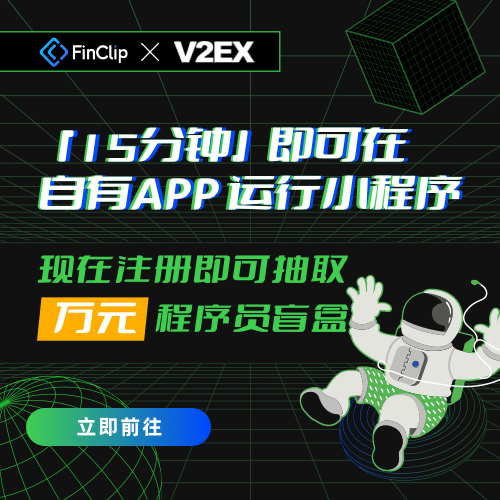 FinClip × V2EX
「15分钟」即可在
自有APP运行小程序
现在注册即可抽取
万元 程序员盲盒
立即前往